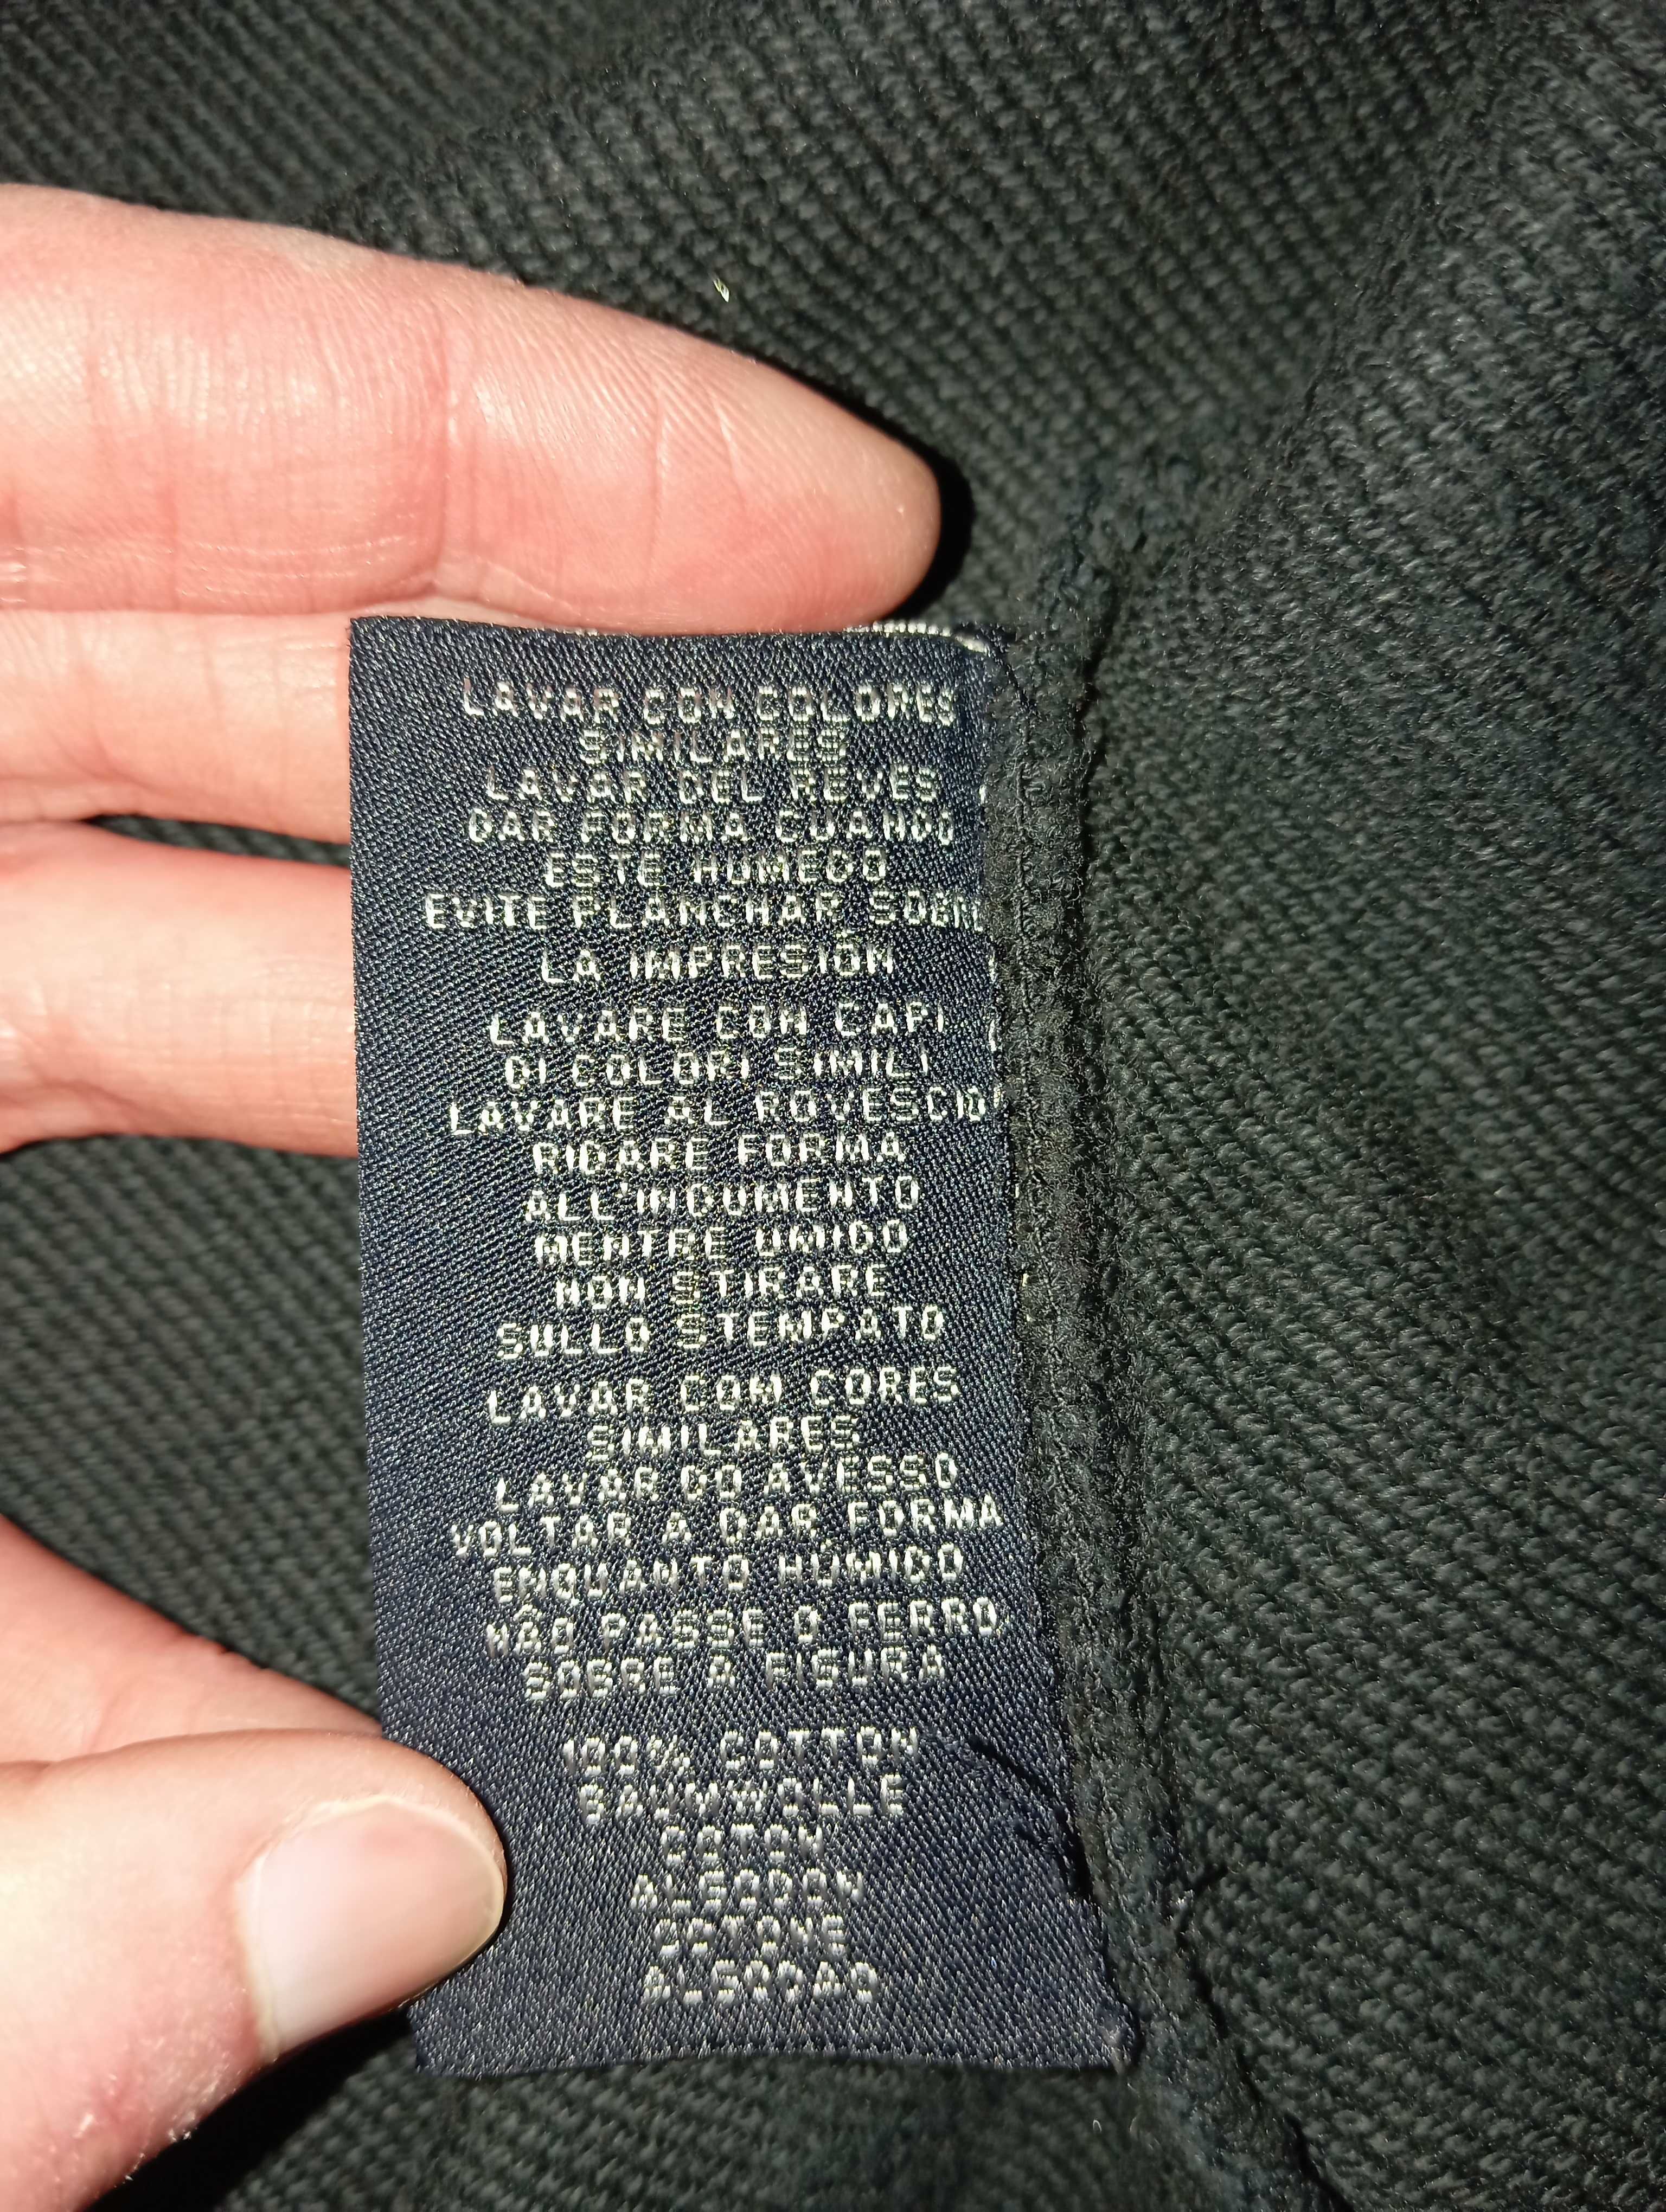 LAVAR CON COLORES
SIMILARES
LAVAR DEL REVES
DAR FORMA CUANDO
ESTE HUMEDO
EVITE PLANCHAR SOBRE
LA IMPRESIÓN
LAVARE CON CAPI
DI COLORI SIMILI
LAVARE AL ROVESCIO
RIDARE FORMA
ALL'INDUMENTO
MENTRE UMIDO
NON STIRARE
SULLO STEMPATO
LAVAR COM CORES
SIMILARES
LAVAR DO AVESSO
VOLTAR A DAR FORMA
ENQUANTO HÚMIDO
NÃO PASSE O FERRO
SOBRE A FIGURA
100% COTTON
BAUMWOLLE
COTON
ALGODON
COTONE
ALGODAO